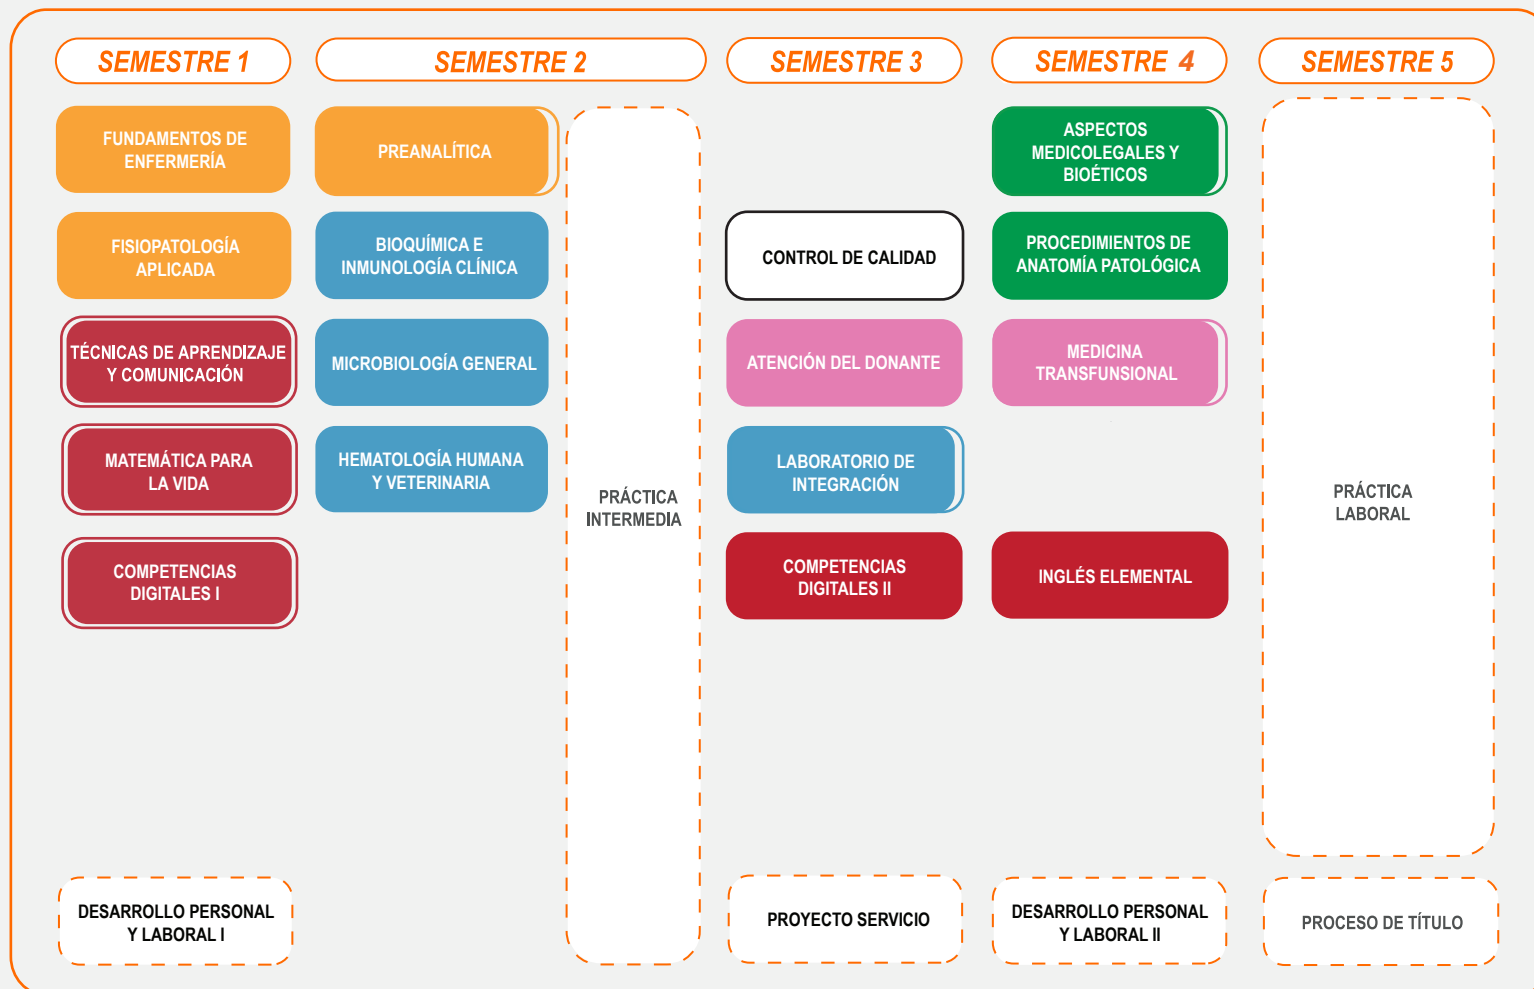 SEMESTRE 1
SEMESTRE 2
SEMESTRE 3
SEMESTRE 4
SEMESTRE 5
FUNDAMENTOS DE
ENFERMERÍA
FISIOPATOLOGÍA
APLICADA
TÉCNICAS DE APRENDIZAJE
Y COMUNICACIÓN
MATEMÁTICA PARA
LA VIDA
COMPETENCIAS
DIGITALES I
DESARROLLO PERSONAL
Y LABORAL I
PREANALÍTICA
BIOQUÍMICA E
INMUNOLOGÍA CLÍNICA
MICROBIOLOGÍA GENERAL
HEMATOLOGÍA HUMANA
Y VETERINARIA
PRÁCTICA
INTERMEDIA
CONTROL DE CALIDAD
ATENCIÓN DEL DONANTE
LABORATORIO DE
INTEGRACIÓN
COMPETENCIAS
DIGITALES II
PROYECTO SERVICIO
ASPECTOS
MEDICOLEGALES Y
BIOÉTICOS
PROCEDIMIENTOS DE
ANATOMÍA PATOLÓGICA
MEDICINA
TRANSFUNSIONAL
INGLÉS ELEMENTAL
DESARROLLO PERSONAL
Y LABORAL II
PRÁCTICA
LABORAL
PROCESO DE TÍTULO